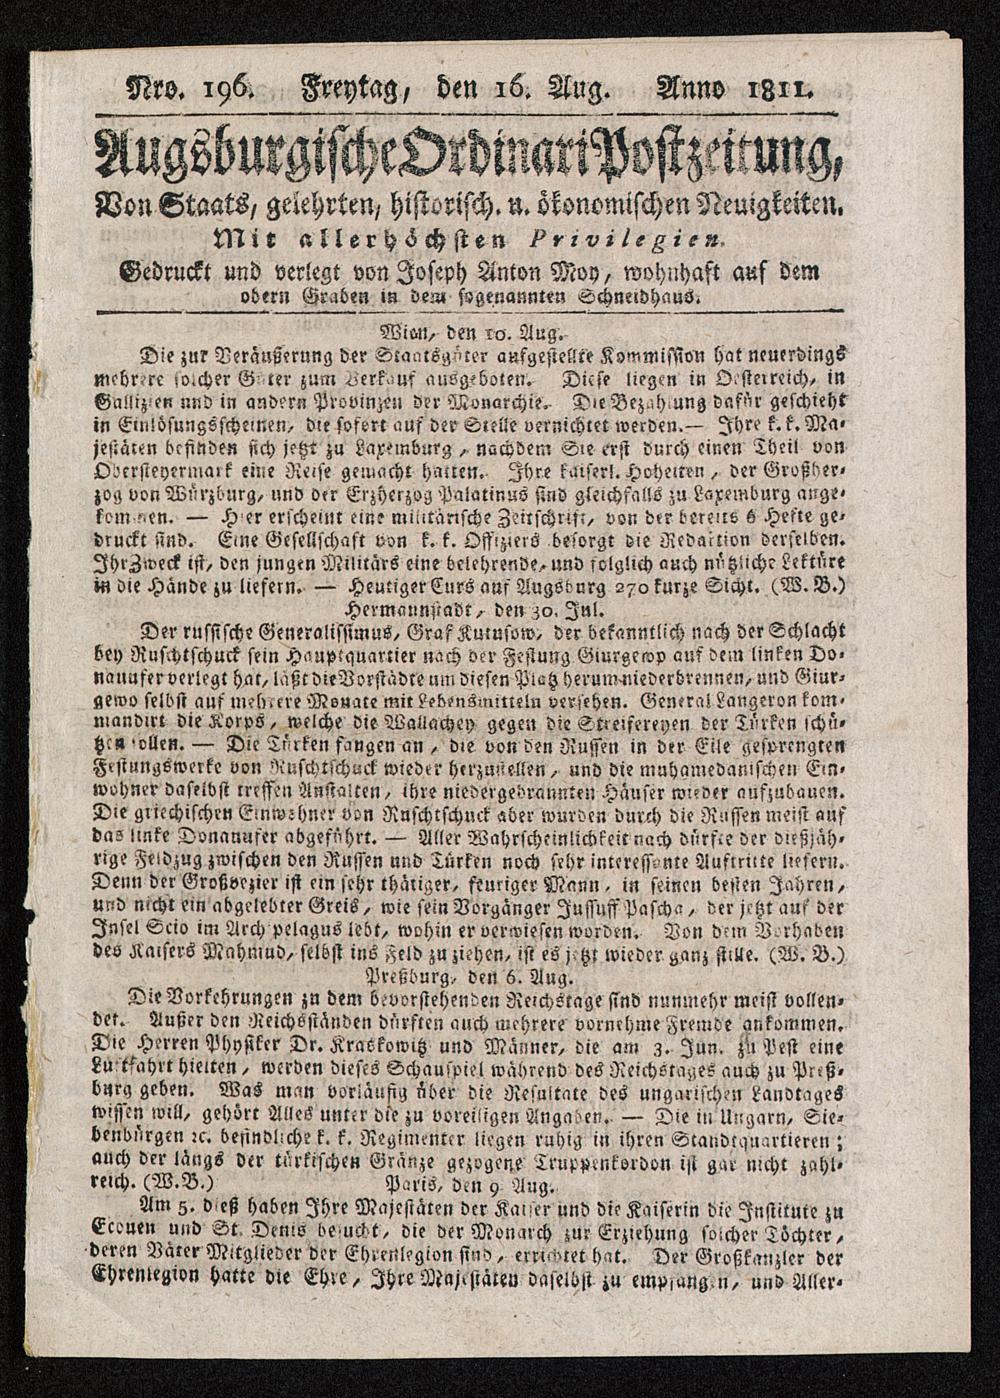 Nro. 196. Freytag, den 16. Aug. Anno 1811.
Augsburgische Ordinari Postzeitung,
Von Staats, gelehrten, historisch. u. ökonomischen Neuigkeiten.
Mit allerhöchsten Privilegien.
Gedruckt und verlegt von Joseph Anton Moy, wohnhaft auf dem
obern Graben in dem sogenannten Schneidhaus.
Wien, den 10. Aug.
Die zur Veräußerung der Staatsgüter aufgestellte Kommission hat neuerdings
mehrere solcher Güter zum Verkauf ausgeboten. Diese liegen in Oesterreich, in
Gallizien und in andern Provinzen der Monarchie. Die Bezahlung dafür geschieht
in Einlösungsscheinen, die sofert auf der Stelle vernichtet werden.— Ihre k. k. Ma-
jestäten befinden sich jetzt zu Laxemburg, nachdem Sie erst durch einen Theil von
Obersteyermark eine Reise gemacht hatten. Ihre kaiserl. Hoheiten, der Großher-
zog von Würzburg, und der Erzherzog Palatinus sind gleichfalls zu Laxemburg ange-
kommen. — Hier erscheint eine militärische Zeitschrift, von der bereits 6 Hefte ge-
druckt sind. Eine Gesellschaft von k. k. Offiziers besorgt die Redaktion derselben.
Ihr Zweck ist, den jungen Militärs eine belehrende, und folglich auch nützliche Lektüre
in die Hände zu liefern. — Heutiger Curs auf Augsburg 270 kurze Sicht. (W. B.)
Hermannstadt, den 30. Jul.
Der russische Generalissimus, Graf Kutusow, der bekanntlich nach der Schlacht
bey Ruschtschuck sein Hauptquartier nach der Festung Giurgewo auf dem linken Do-
nauufer verlegt hat, läßt die Vorstädte um diesen Platz herum niederbrennen, und Giur-
gewo selbst auf mehrere Monate mit Lebensmitteln versehen. General Langeron kom-
mandirt die Korps, welche die Wallachey gegen die Streifereyen der Türken schü-
tzen sollen. — Die Türken fangen an, die von den Russen in der Eile gesprengten
Festungswerke von Ruschtschuck wieder herzustellen, und die muhamedanischen Ein-
wohner daselbst treffen Anstalten, ihre niedergebrannten Häuser wieder aufzubauen.
Die griechischen Einwohner von Ruschtschuck aber wurden durch die Russen meist auf
das linke Donauufer abgeführt. — Aller Wahrscheinlichkeit nach dürfte der dießjäh-
rige Feldzug zwischen den Russen und Türken noch sehr interessante Auftritte liefern.
Denn der Großvezier ist ein sehr thätiger, feuriger Mann, in seinen besten Jahren,
und nicht ein abgelebter Greis, wie sein Vorgänger Jussuff Pascha, der jetzt auf der
Insel Scio im Archipelagus lebt, wohin er verwiesen worden. Von dem Vorhaben
des Kaisers Mahmud, selbst ins Feld zu ziehen, ist es jetzt wieder ganz stille. (W. B.)
Preßburg, den 6. Aug.
Die Vorkehrungen zu dem bevorstehenden Reichstage sind nunmehr meist vollen-
det. Außer den Reichsständen dürften auch mehrere vornehme Fremde ankommen.
Die Herren Physiker Dr. Kraskowitz und Männer, die am 3. Jun. zu Pest eine
Luftfahrt hielten, werden dieses Schauspiel während des Reichstages auch zu Preß-
burg geben. Was man vorläufig über die Resultate des ungarischen Landtages
wissen will, gehört Alles unter die zu voreiligen Angaben. — Die in Ungarn, Sie-
benbürgen ꝛc. befindliche k. k. Regimenter liegen ruhig in ihren Standtquartieren;
auch der längs der türkischen Gränze gezogene Truppenkordon ist gar nicht zahl-
reich. (W.B.) Paris, den 9. Aug.
Am 5. dieß haben Ihre Majestäten der Kaiser und die Kaiserin die Institute zu
Ecouen und St. Denis besucht, die der Monarch zur Erziehung solcher Töchter,
deren Väter Mitglieder der Ehrenlegion sind, errichtet hat. Der Großkanzler der
Ehrenlegion hatte die Ehre, Ihre Majestäten daselbst zu empfangen, und Aller-